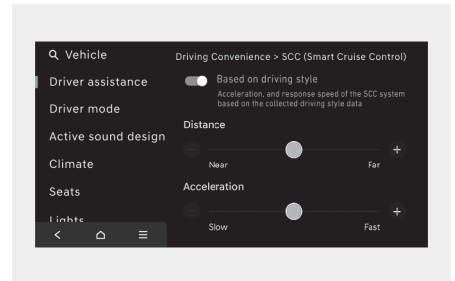 Vehicle
Driving Convenience > SCC (Smart Cruise Control)
Driver assistance
Based on driving style
Acceleration, and response speed of the SCC system
based on the collected driving style data
Driver mode
Active sound design
Distance
Near
Far
Climate
Seats
Acceleration
Lights
Slow
Fast